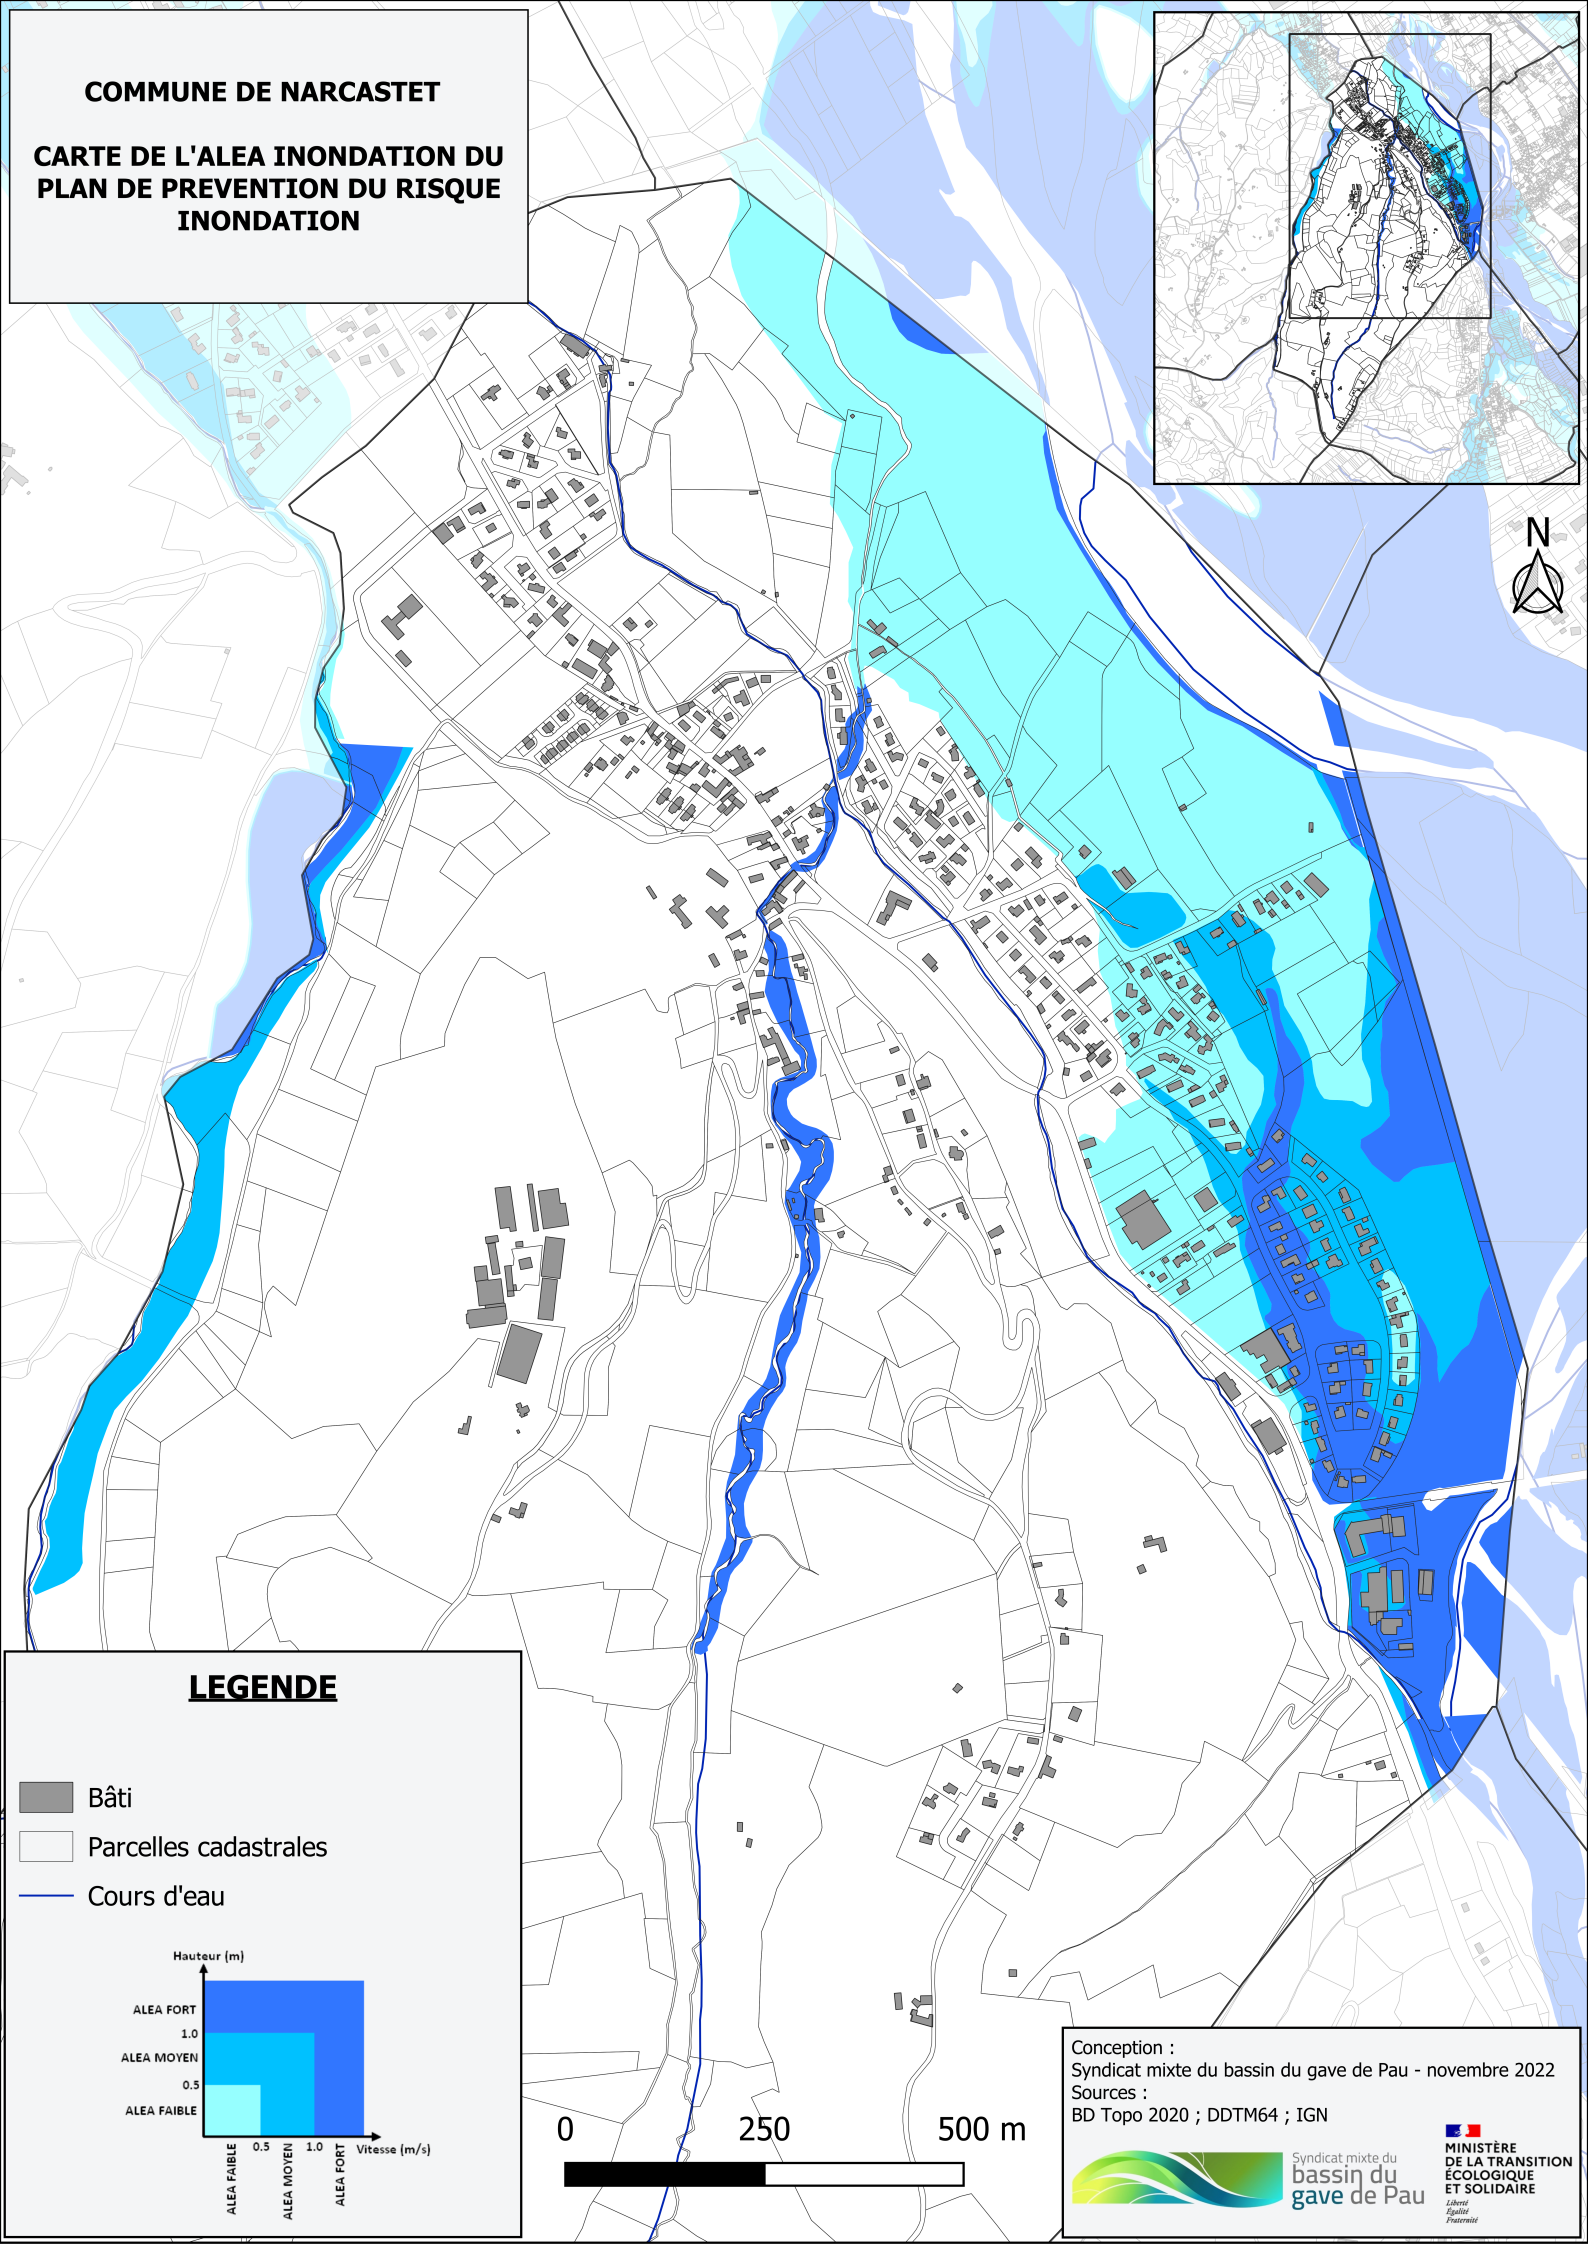 COMMUNE DE NARCASTET
CARTE DE L'ALEA INONDATION DU
PLAN DE PREVENTION DU RISQUE
INONDATION
N
LEGENDE
Bâti
Parcelles cadastrales
Cours d'eau
Hauteur (m)
ALEA FORT
1.0
ALEA MOYEN
0.5
ALEA FAIBLE
0.5
1.0
Vitesse (m/s)
ALEA FAIBLE
ALEA MOYEN
ALEA FORT
0 250 500 m
Conception :
Syndicat mixte du bassin du gave de Pau - novembre 2022
Sources :
BD Topo 2020 ; DDTM64 ; IGN
Syndicat mixte du
bassin du
gave de Pau
MINISTÈRE
DE LA TRANSITION
ÉCOLOGIQUE
ET SOLIDAIRE
Liberté
Égalité
Fraternité